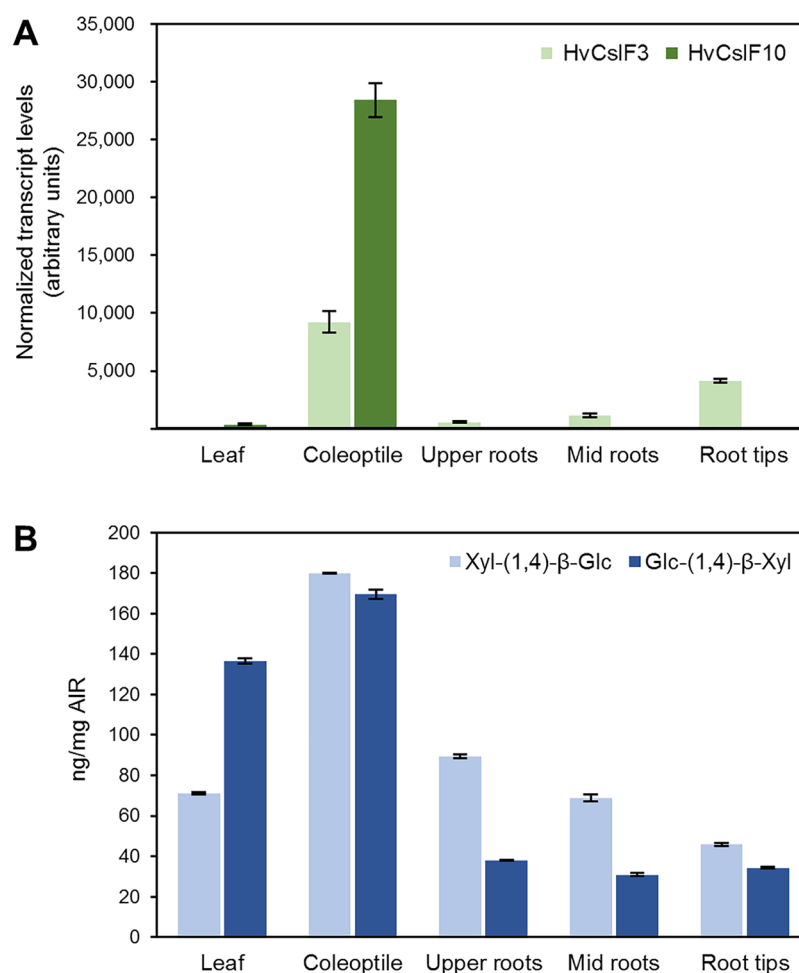 A
35,000
30,000
25,000
20,000
15,000
10,000
5,000
Normalized transcript levels
(arbitrary units)
HvCslF3 HvCslF10
Leaf Coleoptile Upper roots Mid roots Root tips
B
200
180
160
140
120
100
80
60
40
20
0
ng/mg AIR
Xyl-(1,4)-β-Glc Glc-(1,4)-β-Xyl
Leaf Coleoptile Upper roots Mid roots Root tips